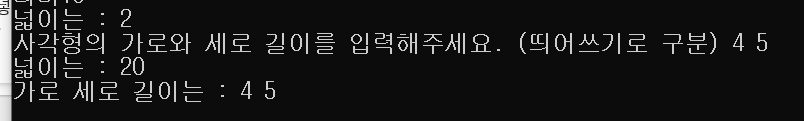 넓이는 : 2
사각형의 가로와 세로 길이를 입력해주세요. (띄어쓰기로 구분) 4 5
넓이는 : 20
가로 세로 길이는 : 4 5